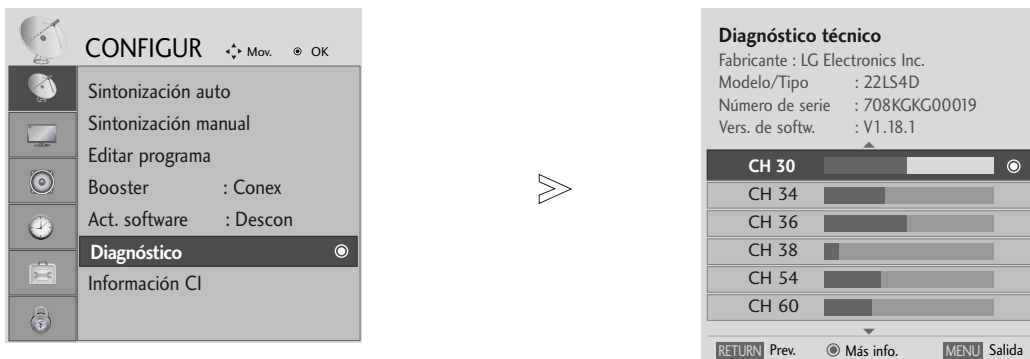 CONFIGUR Mov. OK
Sintonización auto
Sintonización manual
Editar programa
Booster : Conex
Act. software : Descon
Diagnóstico
Información CI
Diagnóstico técnico
Fabricante : LG Electronics Inc.
Modelo/Tipo : 22LS4D
Número de serie : 708KGKG00019
Vers. de softw. : V1.18.1
CH 30
CH 34
CH 36
CH 38
CH 54
CH 60
RETURN Prev. Más info. MENU Salida